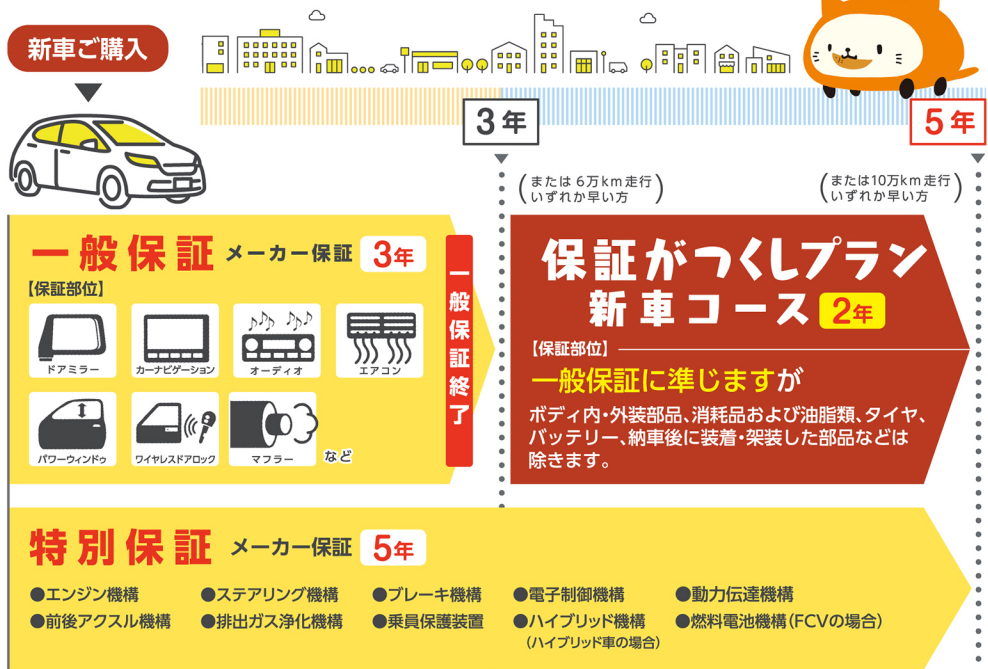 新車ご購入
3年
5年
(または6万km走行
いずれか早い方)
(または10万km走行
いずれか早い方)
一般保証 メーカー保証 3年
【保証部位】
ドアミラー
カーナビゲーション
オーディオ
エアコン
パワーウィンドゥ
ワイヤレスドアロック
マフラー
など
一般保証終了
保証がつくしプラン
新車コース 2年
【保証部位】
一般保証に準じますが
ボディ内・外装部品、消耗品および油脂類、タイヤ、
バッテリー、納車後に装着・架装した部品などは
除きます。
特別保証 メーカー保証 5年
●エンジン機構 ●ステアリング機構 ●ブレーキ機構 ●電子制御機構 ●動力伝達機構
●前後アクスル機構 ●排出ガス浄化機構 ●乗員保護装置 ●ハイブリッド機構 ●燃料電池機構(FCVの場合)
(ハイブリッド車の場合)